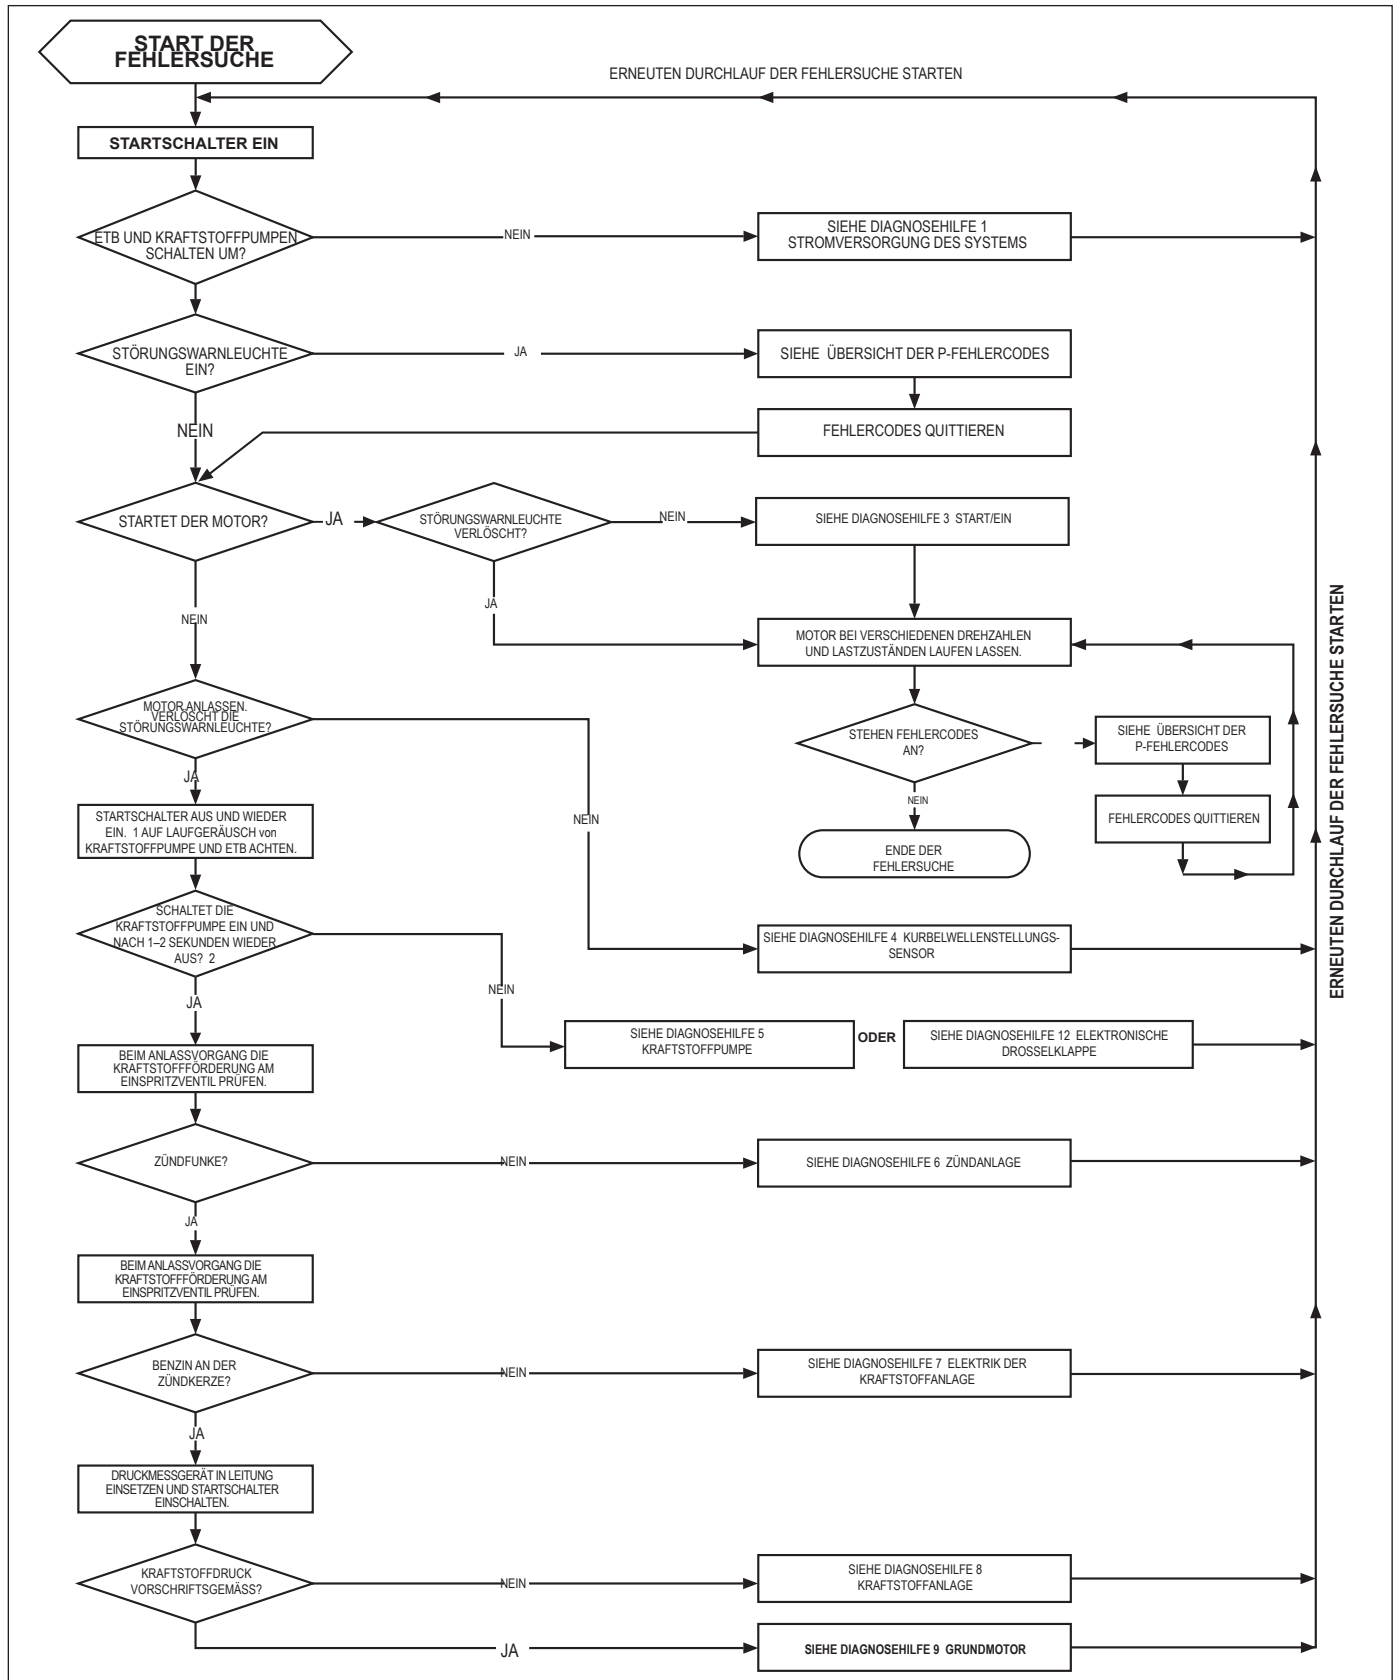 START DER
FEHLERSUCHE
ERNEUTEN DURCHLAUF DER FEHLERSUCHE STARTEN
STARTSCHALTER EIN
ETB UND KRAFTSTOFFPUMPEN
SCHALTEN UM?
NEIN
SIEHE DIAGNOSEHILFE 1
STROMVERSORGUNG DES SYSTEMS
STÖRUNGSWARNLEUCHTE
EIN?
JA
SIEHE ÜBERSICHT DER P-FEHLERCODES
NEIN
FEHLERCODES QUITTIEREN
STARTET DER MOTOR?
JA
STÖRUNGSWARNLEUCHTE
VERLÖSCHT?
NEIN
SIEHE DIAGNOSEHILFE 3 START/EIN
JA
NEIN
MOTOR BEI VERSCHIEDENEN DREHZAHLEN
UND LASTZUSTÄNDEN LAUFEN LASSEN.
MOTOR ANLASSEN.
VERLÖSCHT DIE
STÖRUNGSWARNLEUCHTE?
STEHEN FEHLERCODES
AN?
SIEHE ÜBERSICHT DER
P-FEHLERCODES
JA
NEIN
NEIN
FEHLERCODES QUITTIEREN
STARTSCHALTER AUS UND WIEDER
EIN. 1 AUF LAUFGERÄUSCH von
KRAFTSTOFFPUMPE UND ETB ACHTEN.
ENDE DER
FEHLERSUCHE
ERNEUTEN DURCHLAUF DER FEHLERSUCHE STARTEN
SCHALTET DIE
KRAFTSTOFFPUMPE EIN UND
NACH 1–2 SEKUNDEN WIEDER
AUS? 2
SIEHE DIAGNOSEHILFE 4 KURBELWELLENSTELLUNGS-
SENSOR
JA
NEIN
SIEHE DIAGNOSEHILFE 5
KRAFTSTOFFPUMPE
ODER
SIEHE DIAGNOSEHILFE 12 ELEKTRONISCHE
DROSSELKLAPPE
BEIM ANLASSVORGANG DIE
KRAFTSTOFFFÖRDERUNG AM
EINSPRITZVENTIL PRÜFEN.
ZÜNDFUNKE?
NEIN
SIEHE DIAGNOSEHILFE 6 ZÜNDANLAGE
JA
BEIM ANLASSVORGANG DIE
KRAFTSTOFFFÖRDERUNG AM
EINSPRITZVENTIL PRÜFEN.
BENZIN AN DER
ZÜNDKERZE?
NEIN
SIEHE DIAGNOSEHILFE 7 ELEKTRIK DER
KRAFTSTOFFANLAGE
JA
DRUCKMESSGERÄT IN LEITUNG
EINSETZEN UND STARTSCHALTER
EINSCHALTEN.
KRAFTSTOFFDRUCK
VORSCHRIFTSGEMÄSS?
NEIN
SIEHE DIAGNOSEHILFE 8
KRAFTSTOFFANLAGE
JA
SIEHE DIAGNOSEHILFE 9 GRUNDMOTOR